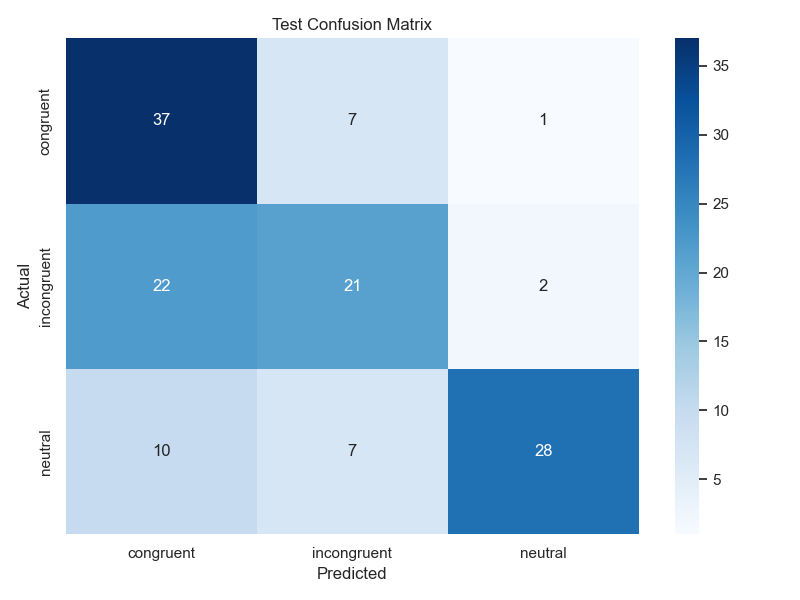 Test Confusion Matrix
Actual
congruent
37 7 1
incongruent
22 21 2
neutral
10 7 28
congruent incongruent neutral
Predicted
35
30
25
20
15
10
5